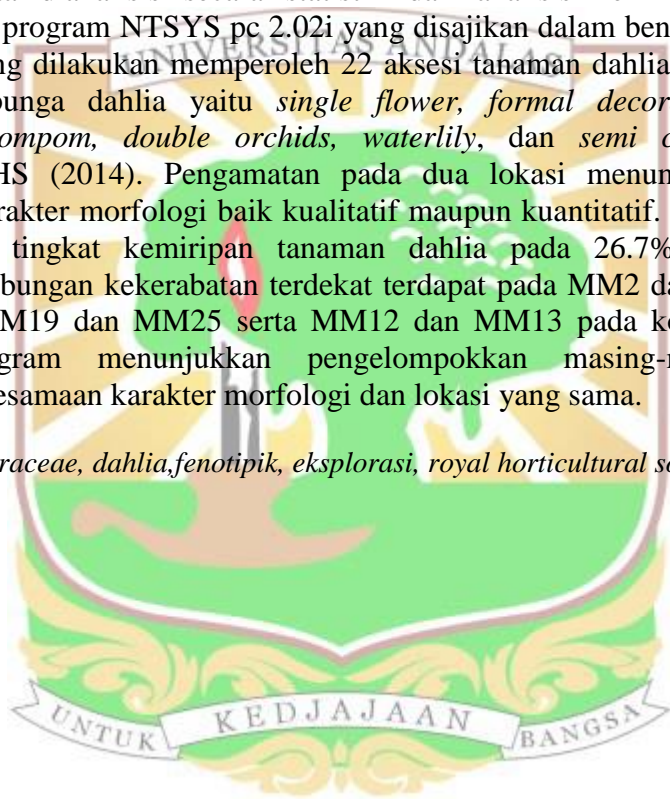 program NTSYS pc 2.02i yang disajikan dalam ben
UNIVERSITAS ANDALAS
ng dilakukan memperoleh 22 aksesi tanaman dahlia
bunga dahlia yaitu single flower, formal decor
ompom, double orchids, waterlily, dan semi c
HS (2014). Pengamatan pada dua lokasi menun
rakter morfologi baik kualitatif maupun kuantitatif.
tingkat kemiripan tanaman dahlia pada 26.7%
bungan kekerabatan terdekat terdapat pada MM2 da
M19 dan MM25 serta MM12 dan MM13 pada ko
gram menunjukkan pengelompokkan masing-
esamaan karakter morfologi dan lokasi yang sama.
raceae, dahlia,fenotipik, eksplorasi, royal horticultural so
UNTUK KEDJAJAAN BANGSA